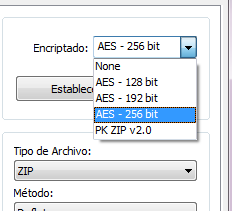 Encriptado: AES - 256 bit
None
AES - 128 bit
AES - 192 bit
AES - 256 bit
PK ZIP v2.0
Tipo de Archivo:
ZIP
Método: